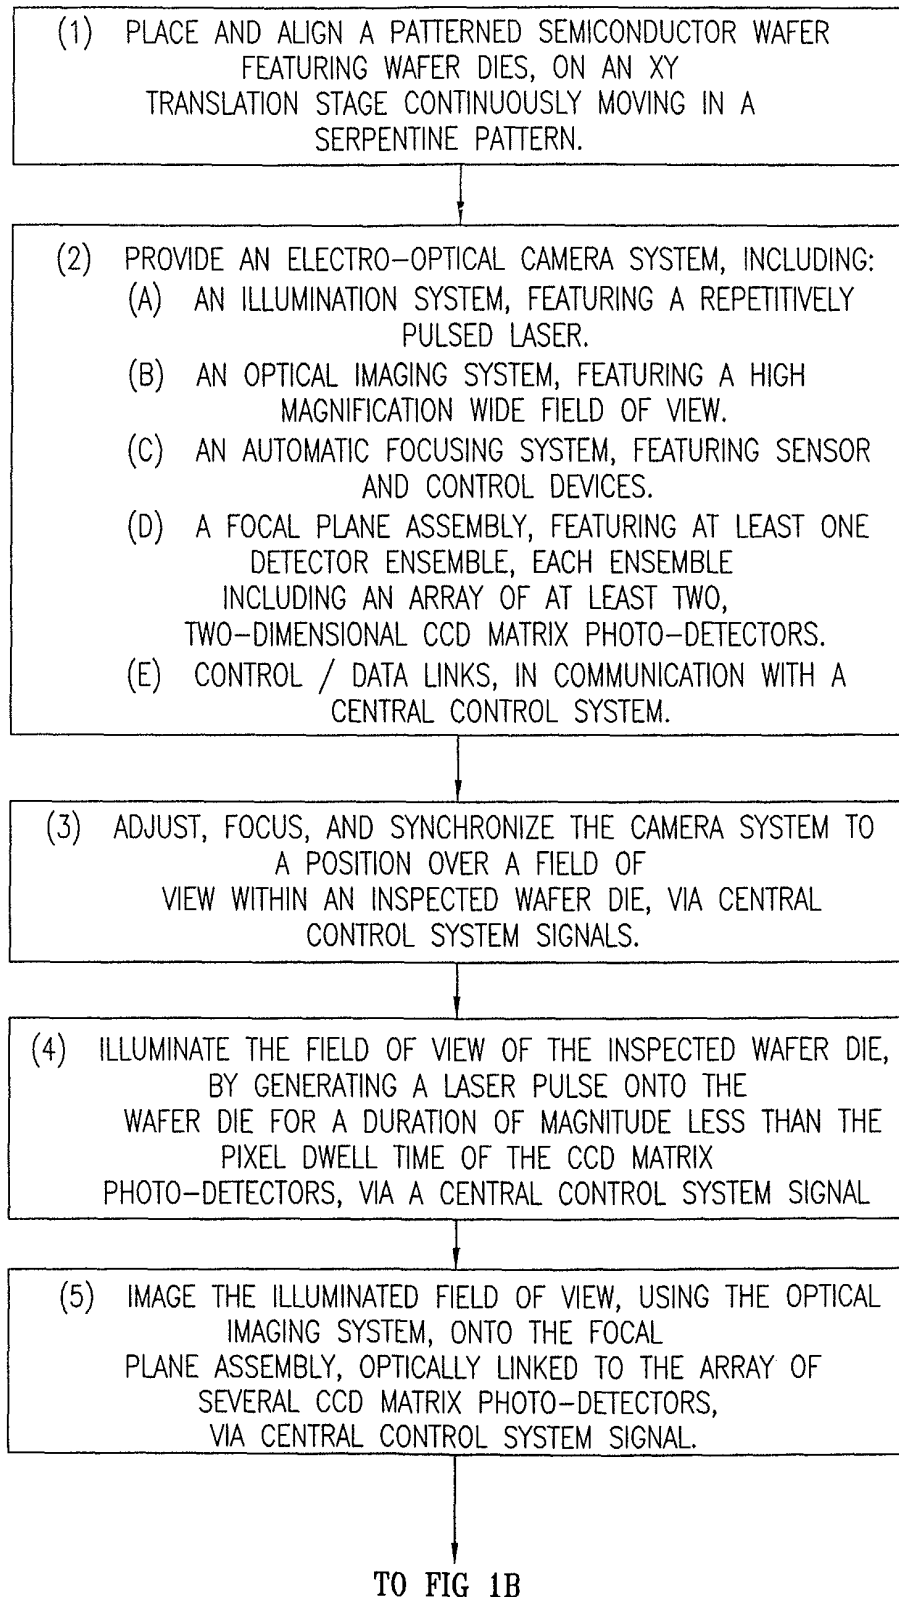 (1) PLACE AND ALIGN A PATTERNED SEMICONDUCTOR WAFER
FEATURING WAFER DIES, ON AN XY
TRANSLATION STAGE CONTINUOUSLY MOVING IN A
SERPENTINE PATTERN.
(2) PROVIDE AN ELECTRO-OPTICAL CAMERA SYSTEM, INCLUDING:
(A) AN ILLUMINATION SYSTEM, FEATURING A REPETITIVELY
PULSED LASER.
(B) AN OPTICAL IMAGING SYSTEM, FEATURING A HIGH
MAGNIFICATION WIDE FIELD OF VIEW.
(C) AN AUTOMATIC FOCUSING SYSTEM, FEATURING SENSOR
AND CONTROL DEVICES.
(D) A FOCAL PLANE ASSEMBLY, FEATURING AT LEAST ONE
DETECTOR ENSEMBLE, EACH ENSEMBLE
INCLUDING AN ARRAY OF AT LEAST TWO,
TWO-DIMENSIONAL CCD MATRIX PHOTO-DETECTORS.
(E) CONTROL / DATA LINKS, IN COMMUNICATION WITH A
CENTRAL CONTROL SYSTEM.
(3) ADJUST, FOCUS, AND SYNCHRONIZE THE CAMERA SYSTEM TO
A POSITION OVER A FIELD OF
VIEW WITHIN AN INSPECTED WAFER DIE, VIA CENTRAL
CONTROL SYSTEM SIGNALS.
(4) ILLUMINATE THE FIELD OF VIEW OF THE INSPECTED WAFER DIE,
BY GENERATING A LASER PULSE ONTO THE
WAFER DIE FOR A DURATION OF MAGNITUDE LESS THAN THE
PIXEL DWELL TIME OF THE CCD MATRIX
PHOTO-DETECTORS, VIA A CENTRAL CONTROL SYSTEM SIGNAL
(5) IMAGE THE ILLUMINATED FIELD OF VIEW, USING THE OPTICAL
IMAGING SYSTEM, ONTO THE FOCAL
PLANE ASSEMBLY, OPTICALLY LINKED TO THE ARRAY OF
SEVERAL CCD MATRIX PHOTO-DETECTORS,
VIA CENTRAL CONTROL SYSTEM SIGNAL.
TO FIG 1B